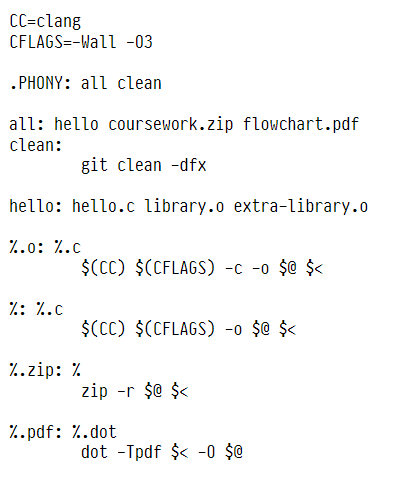 CC=clang
CFLAGS=-Wall -O3

.PHONY: all clean

all: hello coursework.zip flowchart.pdf
clean:
	git clean -dfx

hello: hello.c library.o extra-library.o

%.o: %.c
	$(CC) $(CFLAGS) -c -o $@ $<

%: %.c
	$(CC) $(CFLAGS) -o $@ $<

%.zip: %
	zip -r $@ $<

%.pdf: %.dot
	dot -Tpdf $< -O $@